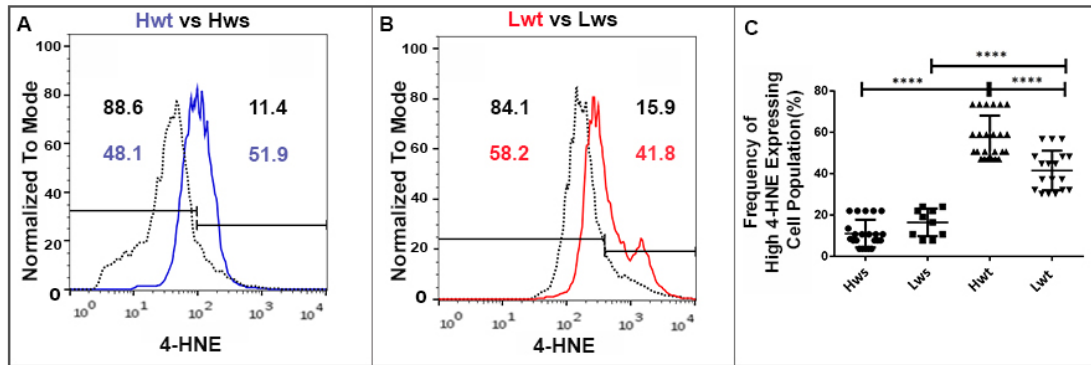 A
Hwt vs Hws
Normalized To Mode
100
80
60
40
20
0
88.6
11.4
48.1
51.9
10^0
10^1
10^2
10^3
10^4
4-HNE
B
Lwt vs Lws
Normalized To Mode
100
80
60
40
20
0
84.1
15.9
58.2
41.8
10^0
10^1
10^2
10^3
10^4
4-HNE
C
****
****
****
Frequency of
High 4-HNE Expressing
Cell Population(%)
80
60
40
20
0
Hws
Lws
Hwt
Lwt